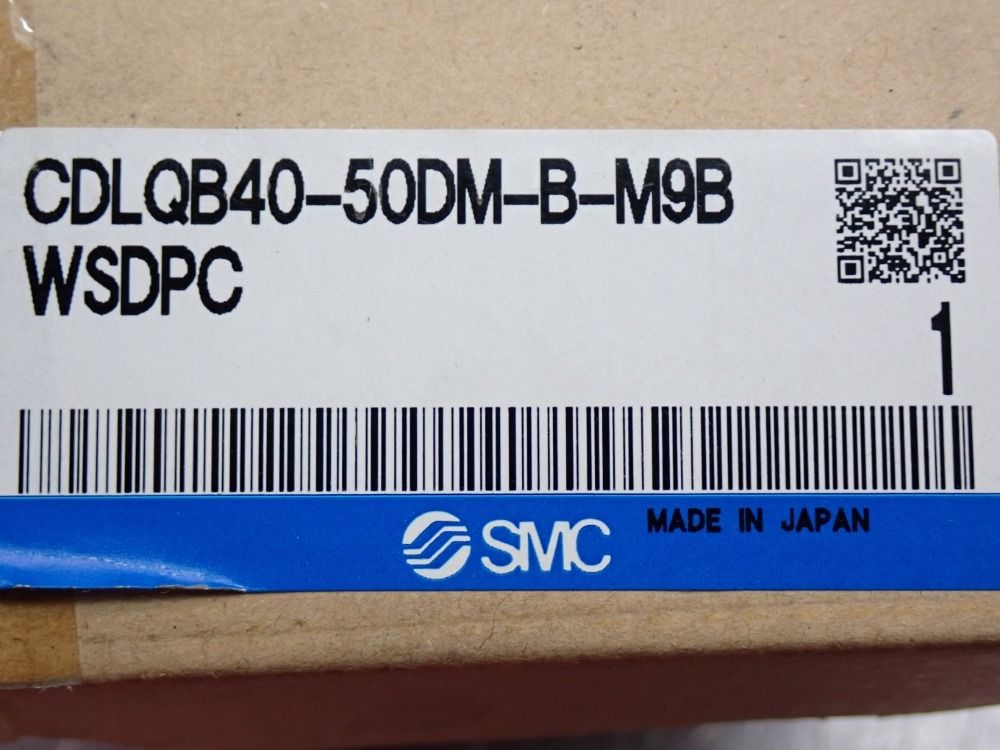 CDLQB40-50DM-B-M9B
WSDPC
1
SMC
MADE IN JAPAN